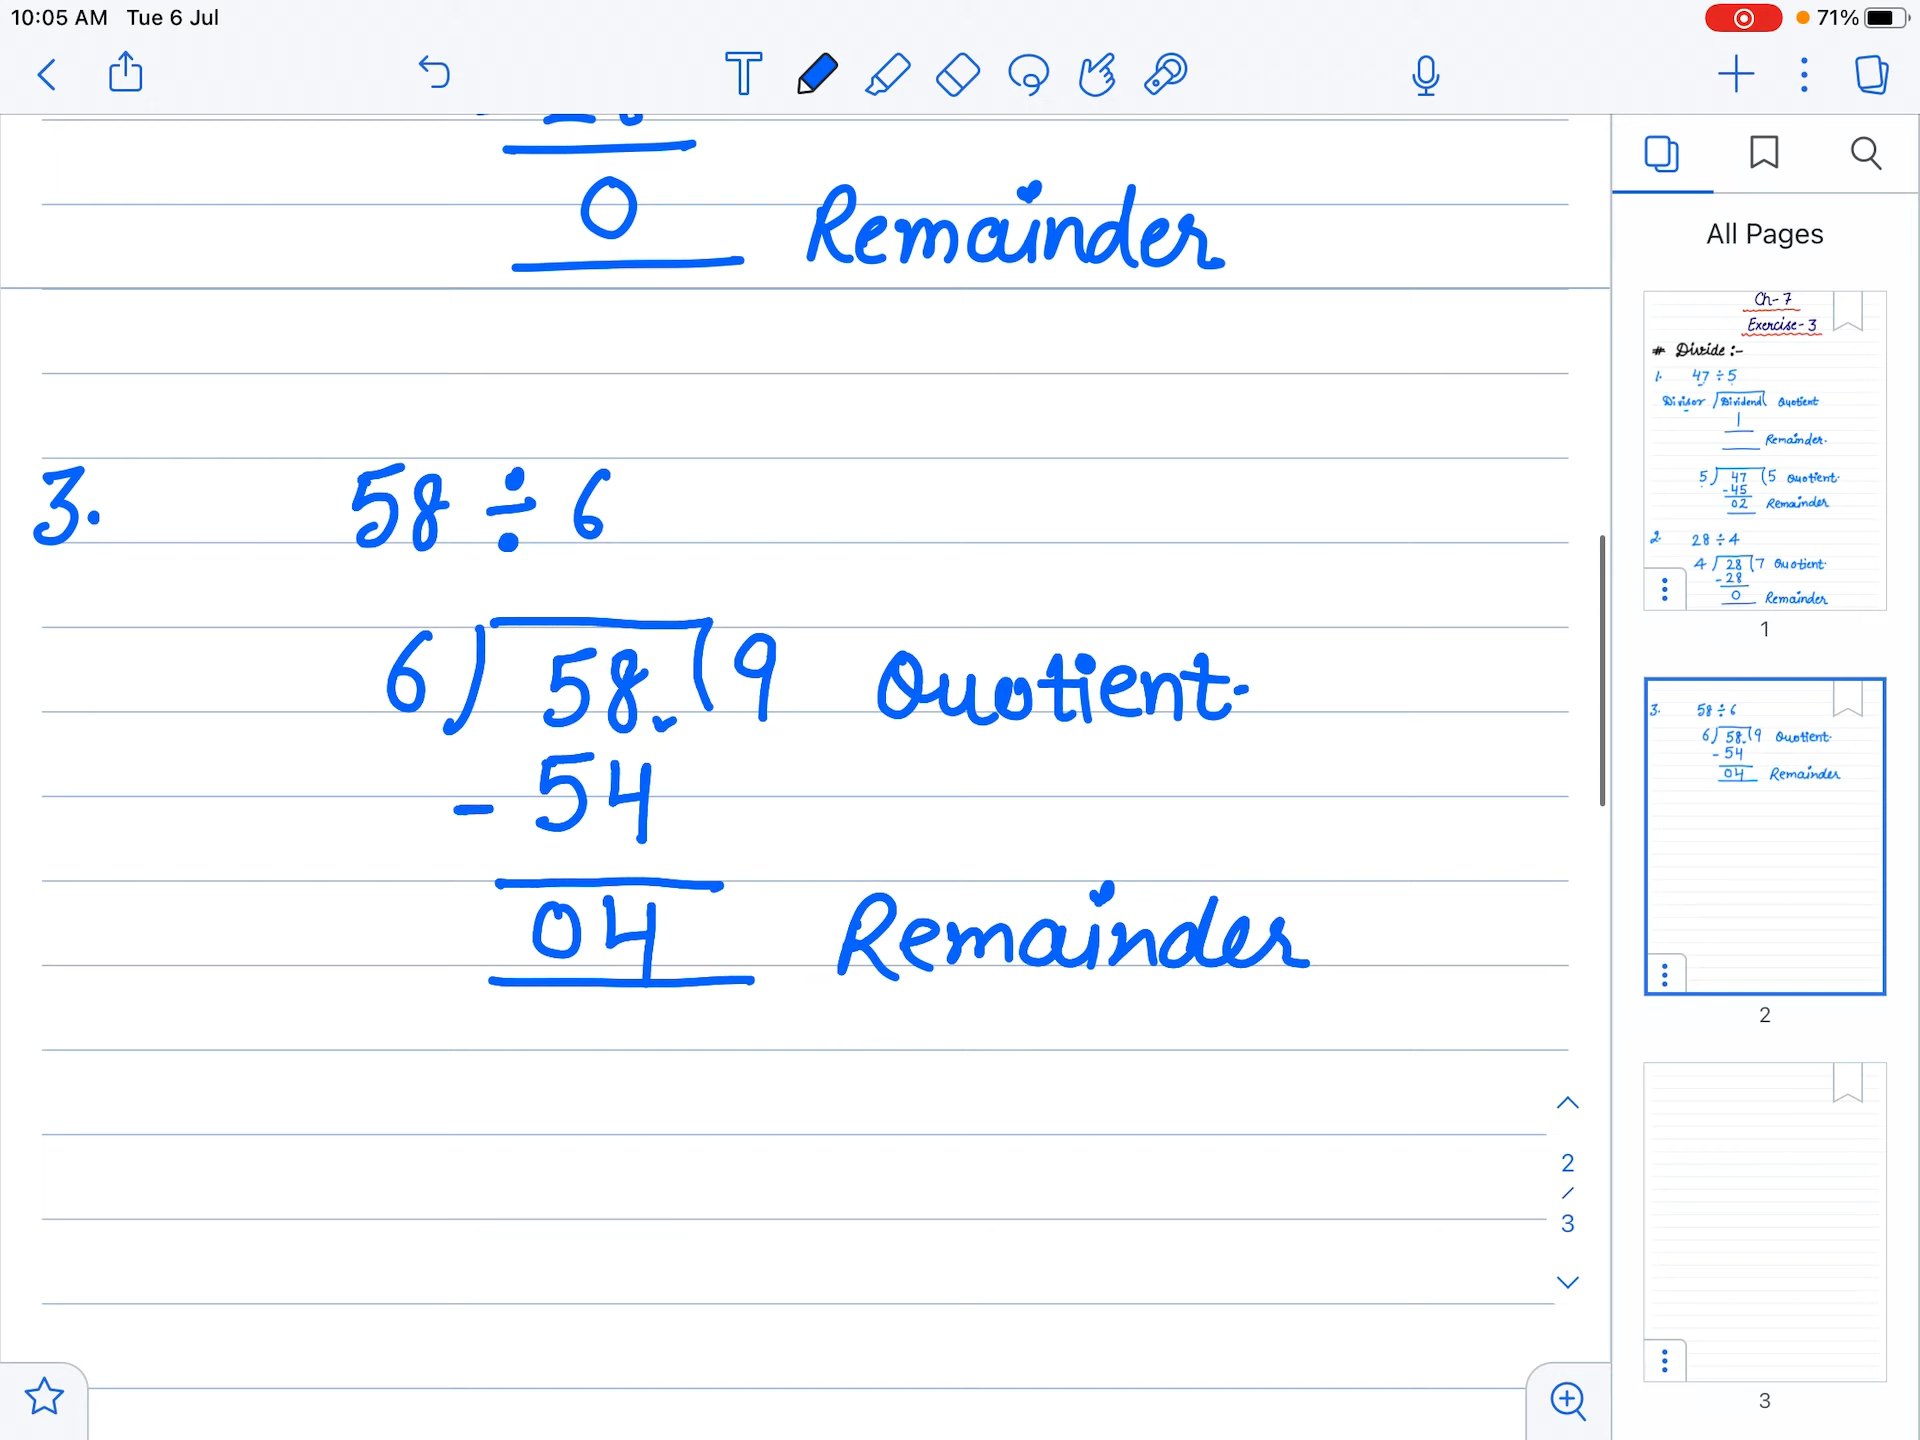 10:05 AM Tue 6 Jul
71%
T
0 Remainder
3. 58 ÷ 6
6) 58 (9 Quotient
- 54
04 Remainder
2
/
3
All Pages
Ch-7
Exercise-3
# Divide :-
1. 47 ÷ 5
Divisor Dividend Quotient
Remainder.
5) 47 (5 Quotient
-45
02 Remainder
2. 28 ÷ 4
4) 28 (7 Quotient
-28
0 Remainder
1
3. 58 ÷ 6
6) 58 (9 Quotient
- 54
04 Remainder
2
3